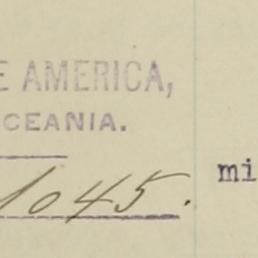 E AMERICA,
CEANIA.
1045.
mi